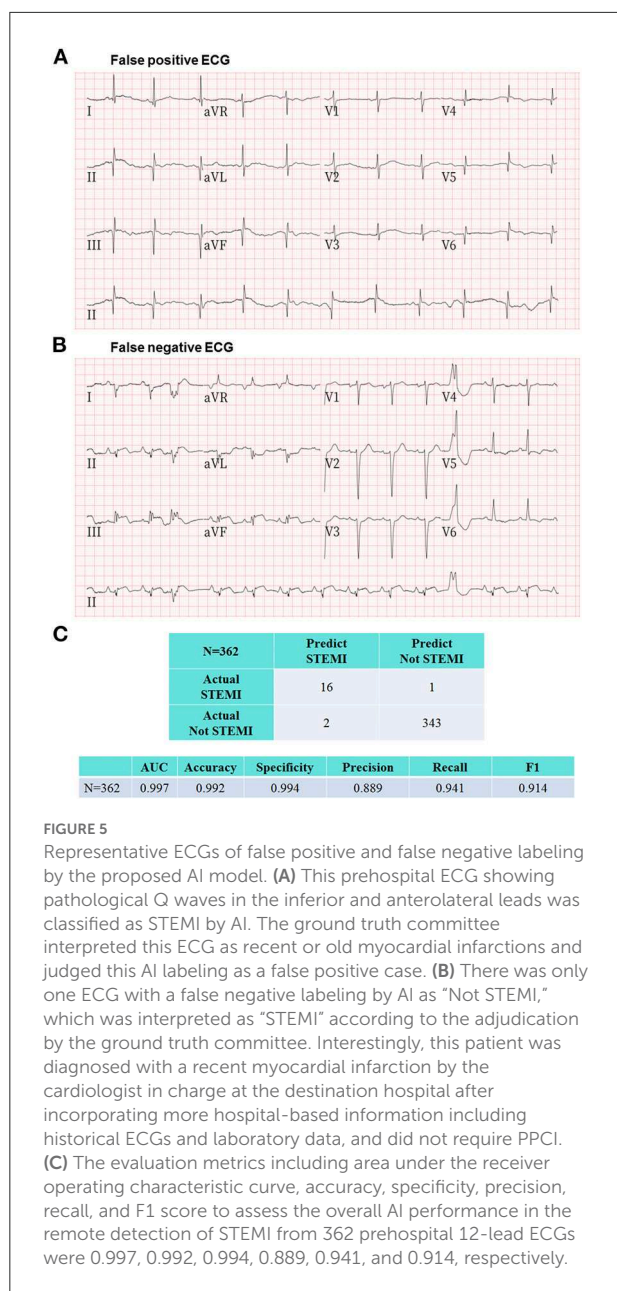 A
False positive ECG
I aVR V1 V4
II aVL V2 V5
III aVF V3 V6
II
B
False negative ECG
I aVR V1 V4
II aVL V2 V5
III aVF V3 V6
II
C
N=362 Predict STEMI Predict Not STEMI
Actual STEMI 16 1
Actual Not STEMI 2 343
AUC Accuracy Specificity Precision Recall F1
N=362 0.997 0.992 0.994 0.889 0.941 0.914
FIGURE 5
Representative ECGs of false positive and false negative labeling
by the proposed AI model. (A) This prehospital ECG showing
pathological Q waves in the inferior and anterolateral leads was
classified as STEMI by AI. The ground truth committee
interpreted this ECG as recent or old myocardial infarctions and
judged this AI labeling as a false positive case. (B) There was only
one ECG with a false negative labeling by AI as "Not STEMI,"
which was interpreted as "STEMI" according to the adjudication
by the ground truth committee. Interestingly, this patient was
diagnosed with a recent myocardial infarction by the
cardiologist in charge at the destination hospital after
incorporating more hospital-based information including
historical ECGs and laboratory data, and did not require PPCI.
(C) The evaluation metrics including area under the receiver
operating characteristic curve, accuracy, specificity, precision,
recall, and F1 score to assess the overall AI performance in the
remote detection of STEMI from 362 prehospital 12-lead ECGs
were 0.997, 0.992, 0.994, 0.889, 0.941, and 0.914, respectively.